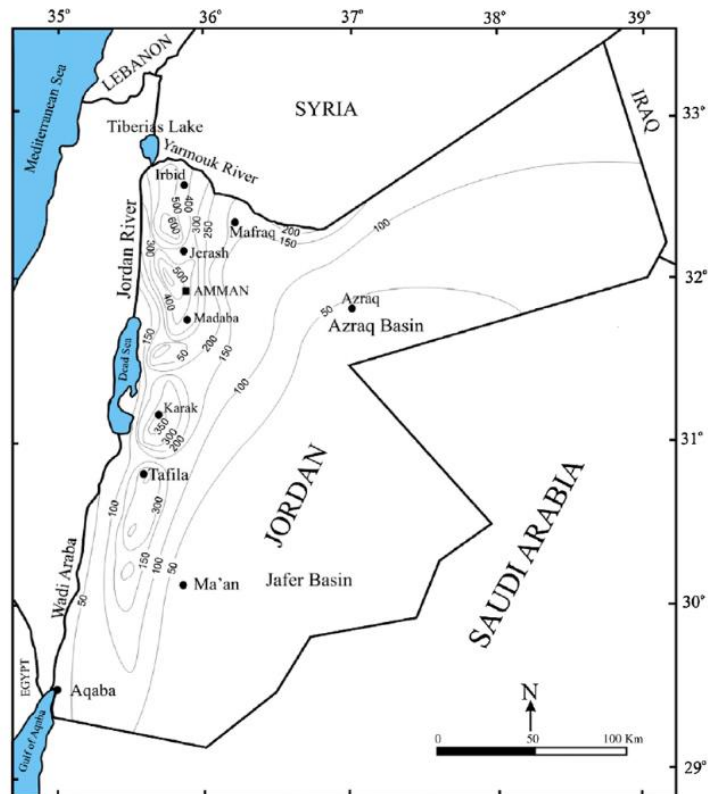 35°
36°
37°
38°
39°
LEBANON
Mediterranean Sea
SYRIA
IRAQ
33°
Tiberias Lake
Yarmouk River
Irbid
400
500
600
300
250
200
150
Mafraq
100
300
Jerash
Jordan River
500
32°
AMMAN
400
Azraq
50
Azraq Basin
Madaba
150
50
200
150
100
100
Dead Sea
Karak
350
300
200
31°
Tafila
JORDAN
SAUDI ARABIA
100
300
Wadi Araba
150
100
50
50
Ma'an
Jafer Basin
30°
EGYPT
Aqaba
N
Gulf of Aqaba
0
50
100 Km
29°